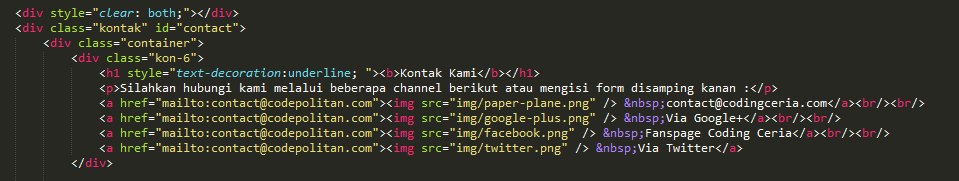 <div style="clear: both;"></div>
<div class="kontak" id="contact">
<div class="container">
<div class="kon-6">
<h1 style="text-decoration:underline; "><b>Kontak Kami</b></h1>
<p>Silahkan hubungi kami melalui beberapa channel berikut atau mengisi form disamping kanan :</p>
<a href="mailto:contact@codepolitan.com"><img src="img/paper-plane.png" /> &nbsp;contact@codingceria.com</a><br/><br/>
<a href="mailto:contact@codepolitan.com"><img src="img/google-plus.png" /> &nbsp;Via Google+</a><br/><br/>
<a href="mailto:contact@codepolitan.com"><img src="img/facebook.png" /> &nbsp;Fanspage Coding Ceria</a><br/><br/>
<a href="mailto:contact@codepolitan.com"><img src="img/twitter.png" /> &nbsp;Via Twitter</a>
</div>